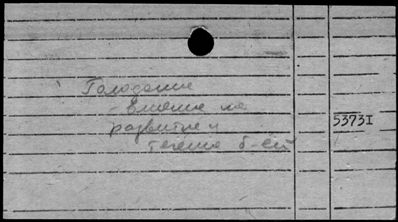 Голодание
- влияние на
развитие и
течение б-ей
53731